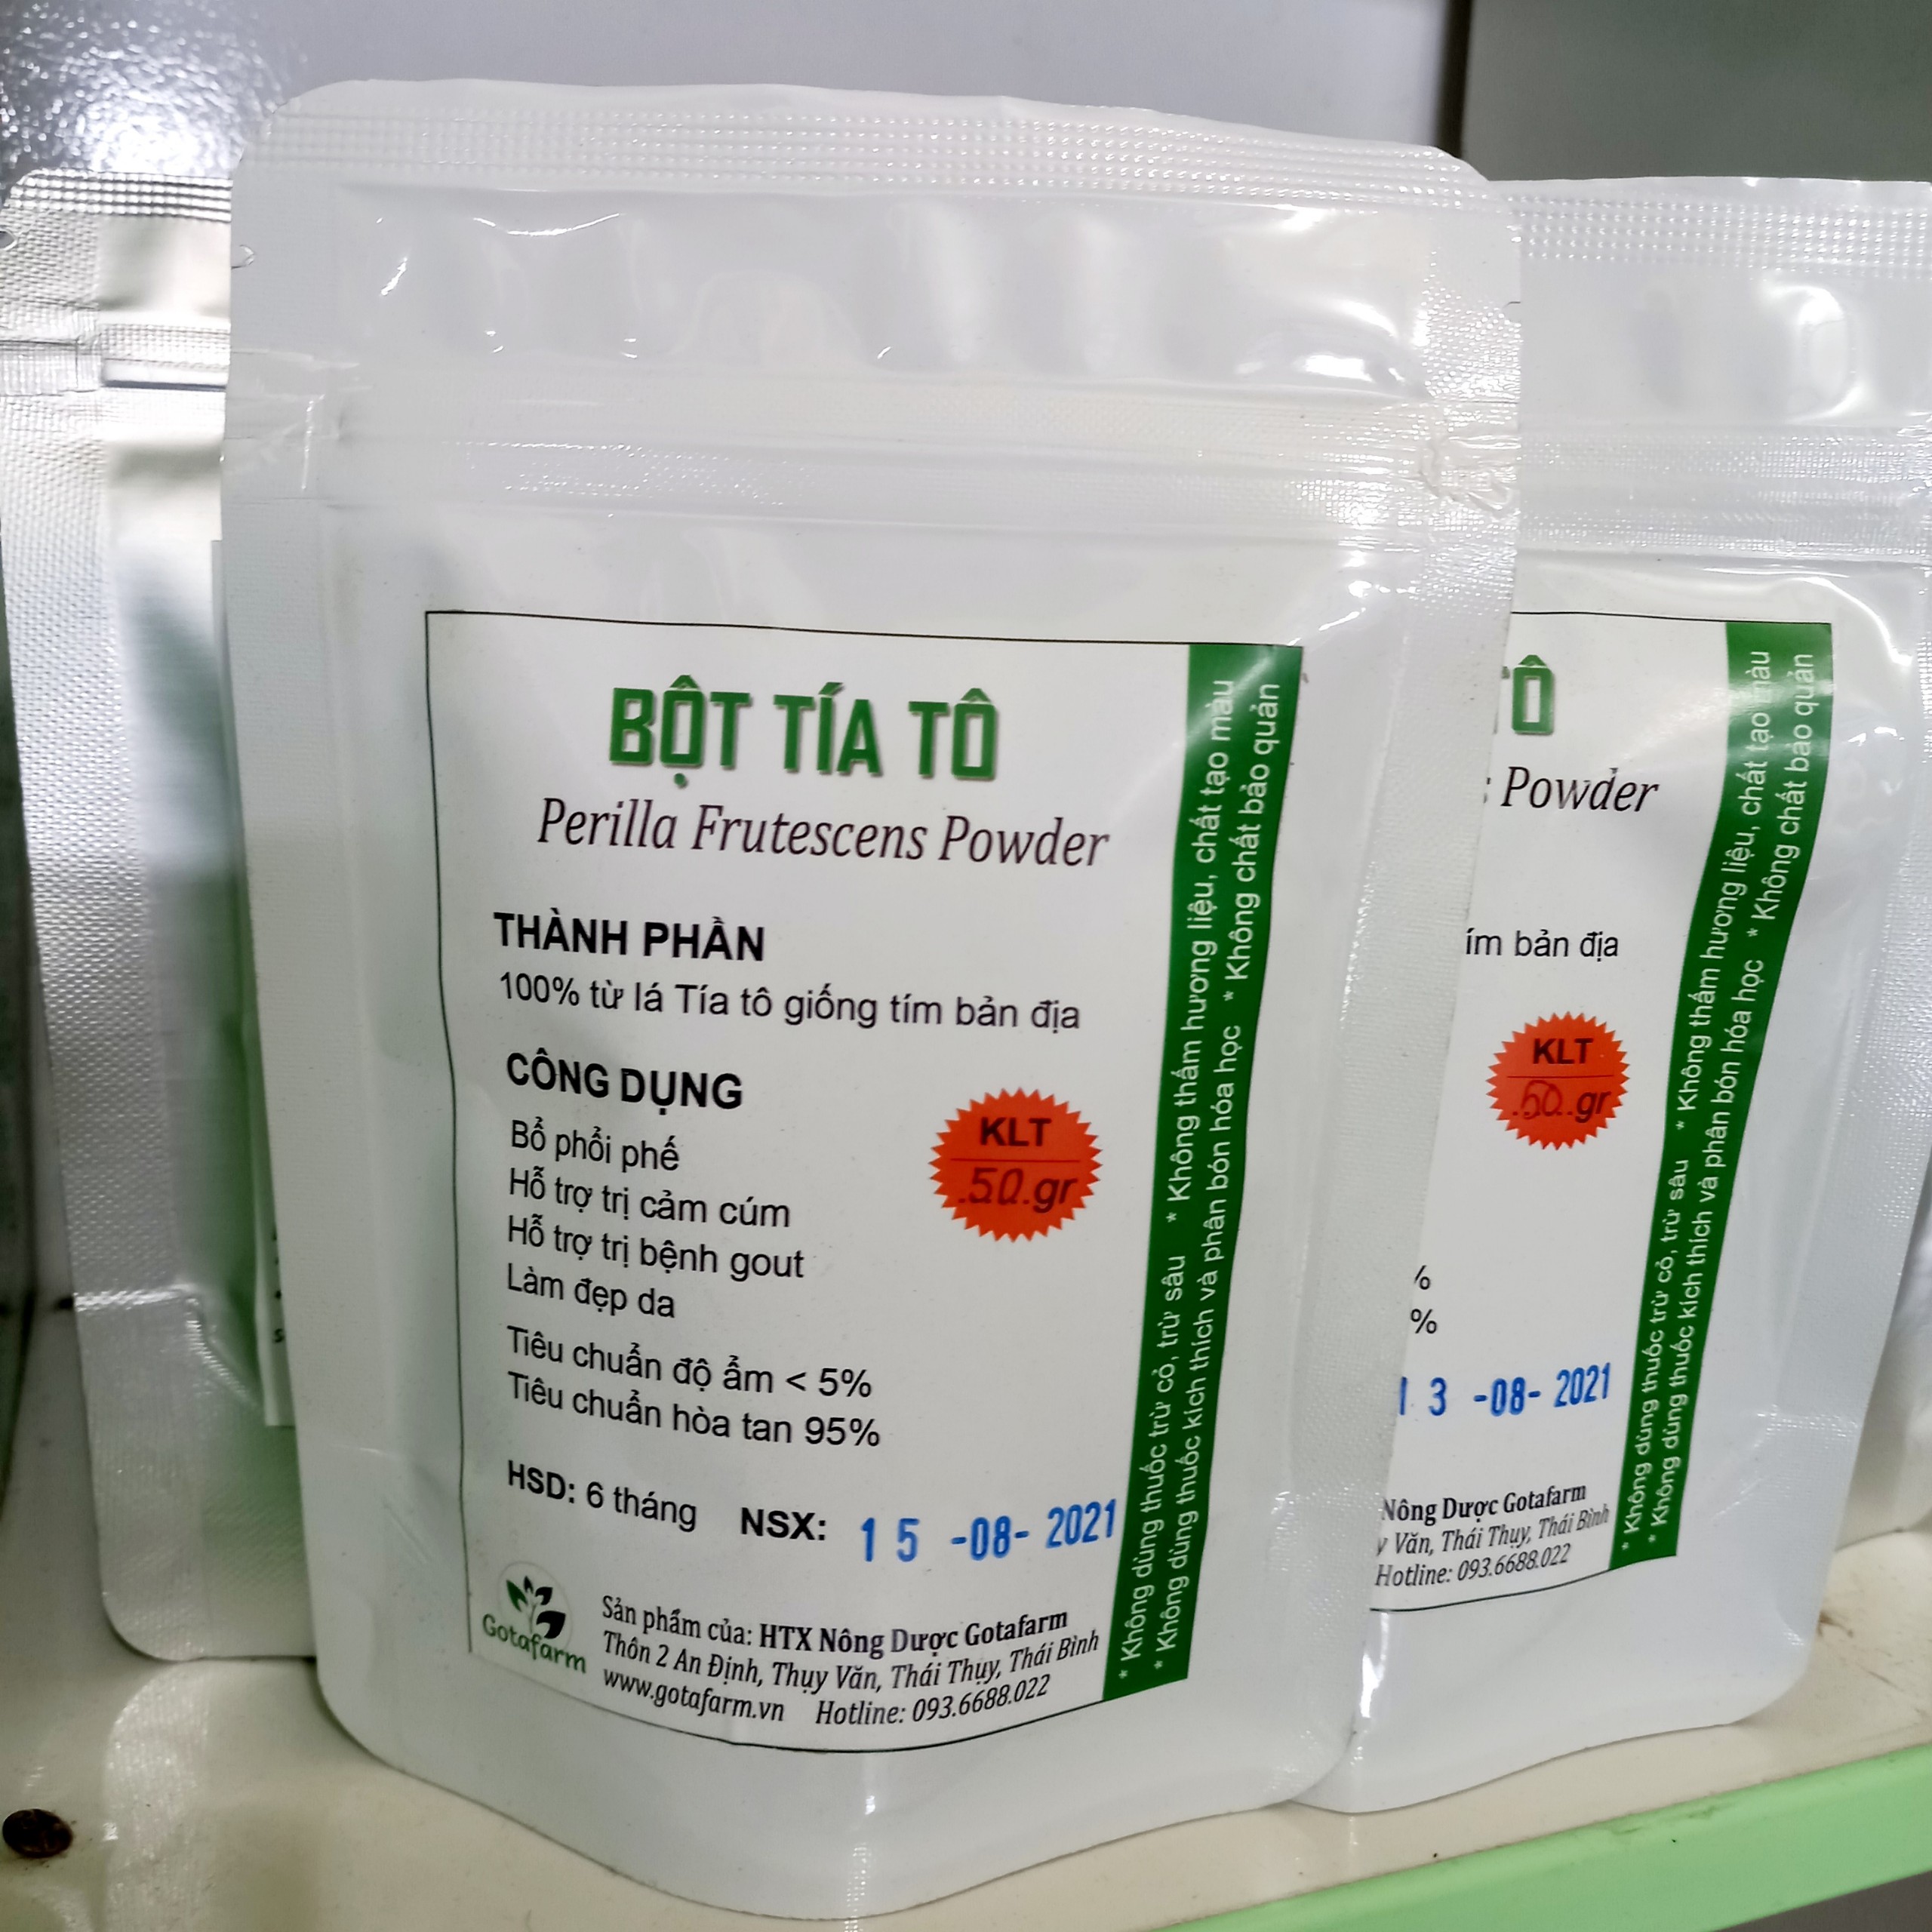 BỘT TÍA TÔ
Perilla Frutescens Powder
THÀNH PHẦN
100% từ lá Tía tô giống tím bản địa
CÔNG DỤNG
Bổ phổi phế
Hỗ trợ trị cảm cúm
Hỗ trợ trị bệnh gout
Làm đẹp da
KLT
.50.gr
Tiêu chuẩn độ ẩm < 5%
Tiêu chuẩn hòa tan 95%
HSD: 6 tháng NSX: 15 -08- 2021
Gotafarm
Sản phẩm của: HTX Nông Dược Gotafarm
Thôn 2 An Định, Thụy Văn, Thái Thụy, Thái Bình
www.gotafarm.vn Hotline: 093.6688.022
* Không dùng thuốc trừ cỏ, trừ sâu * Không thấm hương liệu, chất tạo màu
* Không dùng thuốc kích thích và phân bón hóa học * Không chất bảo quản
TÔ
Powder
ím bản địa
KLT
.50.gr
%
%
13 -08- 2021
Nông Dược Gotafarm
Văn, Thái Thụy, Thái Bình
Hotline: 093.6688.022
* Không dùng thuốc trừ cỏ, trừ sâu * Không thấm hương liệu, chất tạo màu
* Không dùng thuốc kích thích và phân bón hóa học * Không chất bảo quản